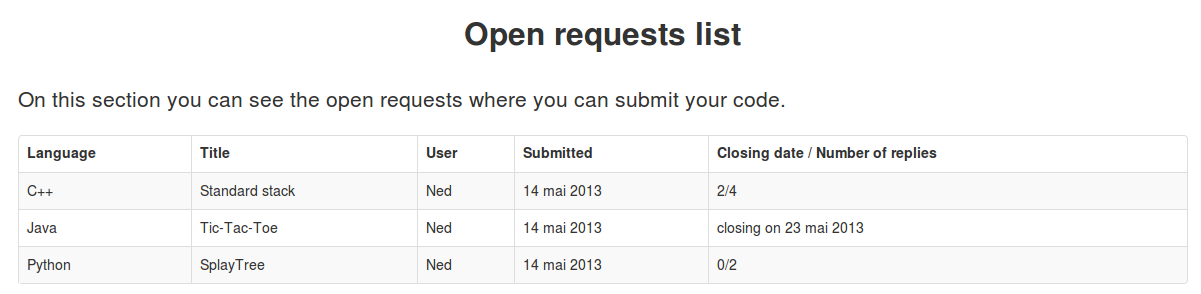 Open requests list
On this section you can see the open requests where you can submit your code.
Language Title User Submitted Closing date / Number of replies
C++ Standard stack Ned 14 mai 2013 2/4
Java Tic-Tac-Toe Ned 14 mai 2013 closing on 23 mai 2013
Python SplayTree Ned 14 mai 2013 0/2